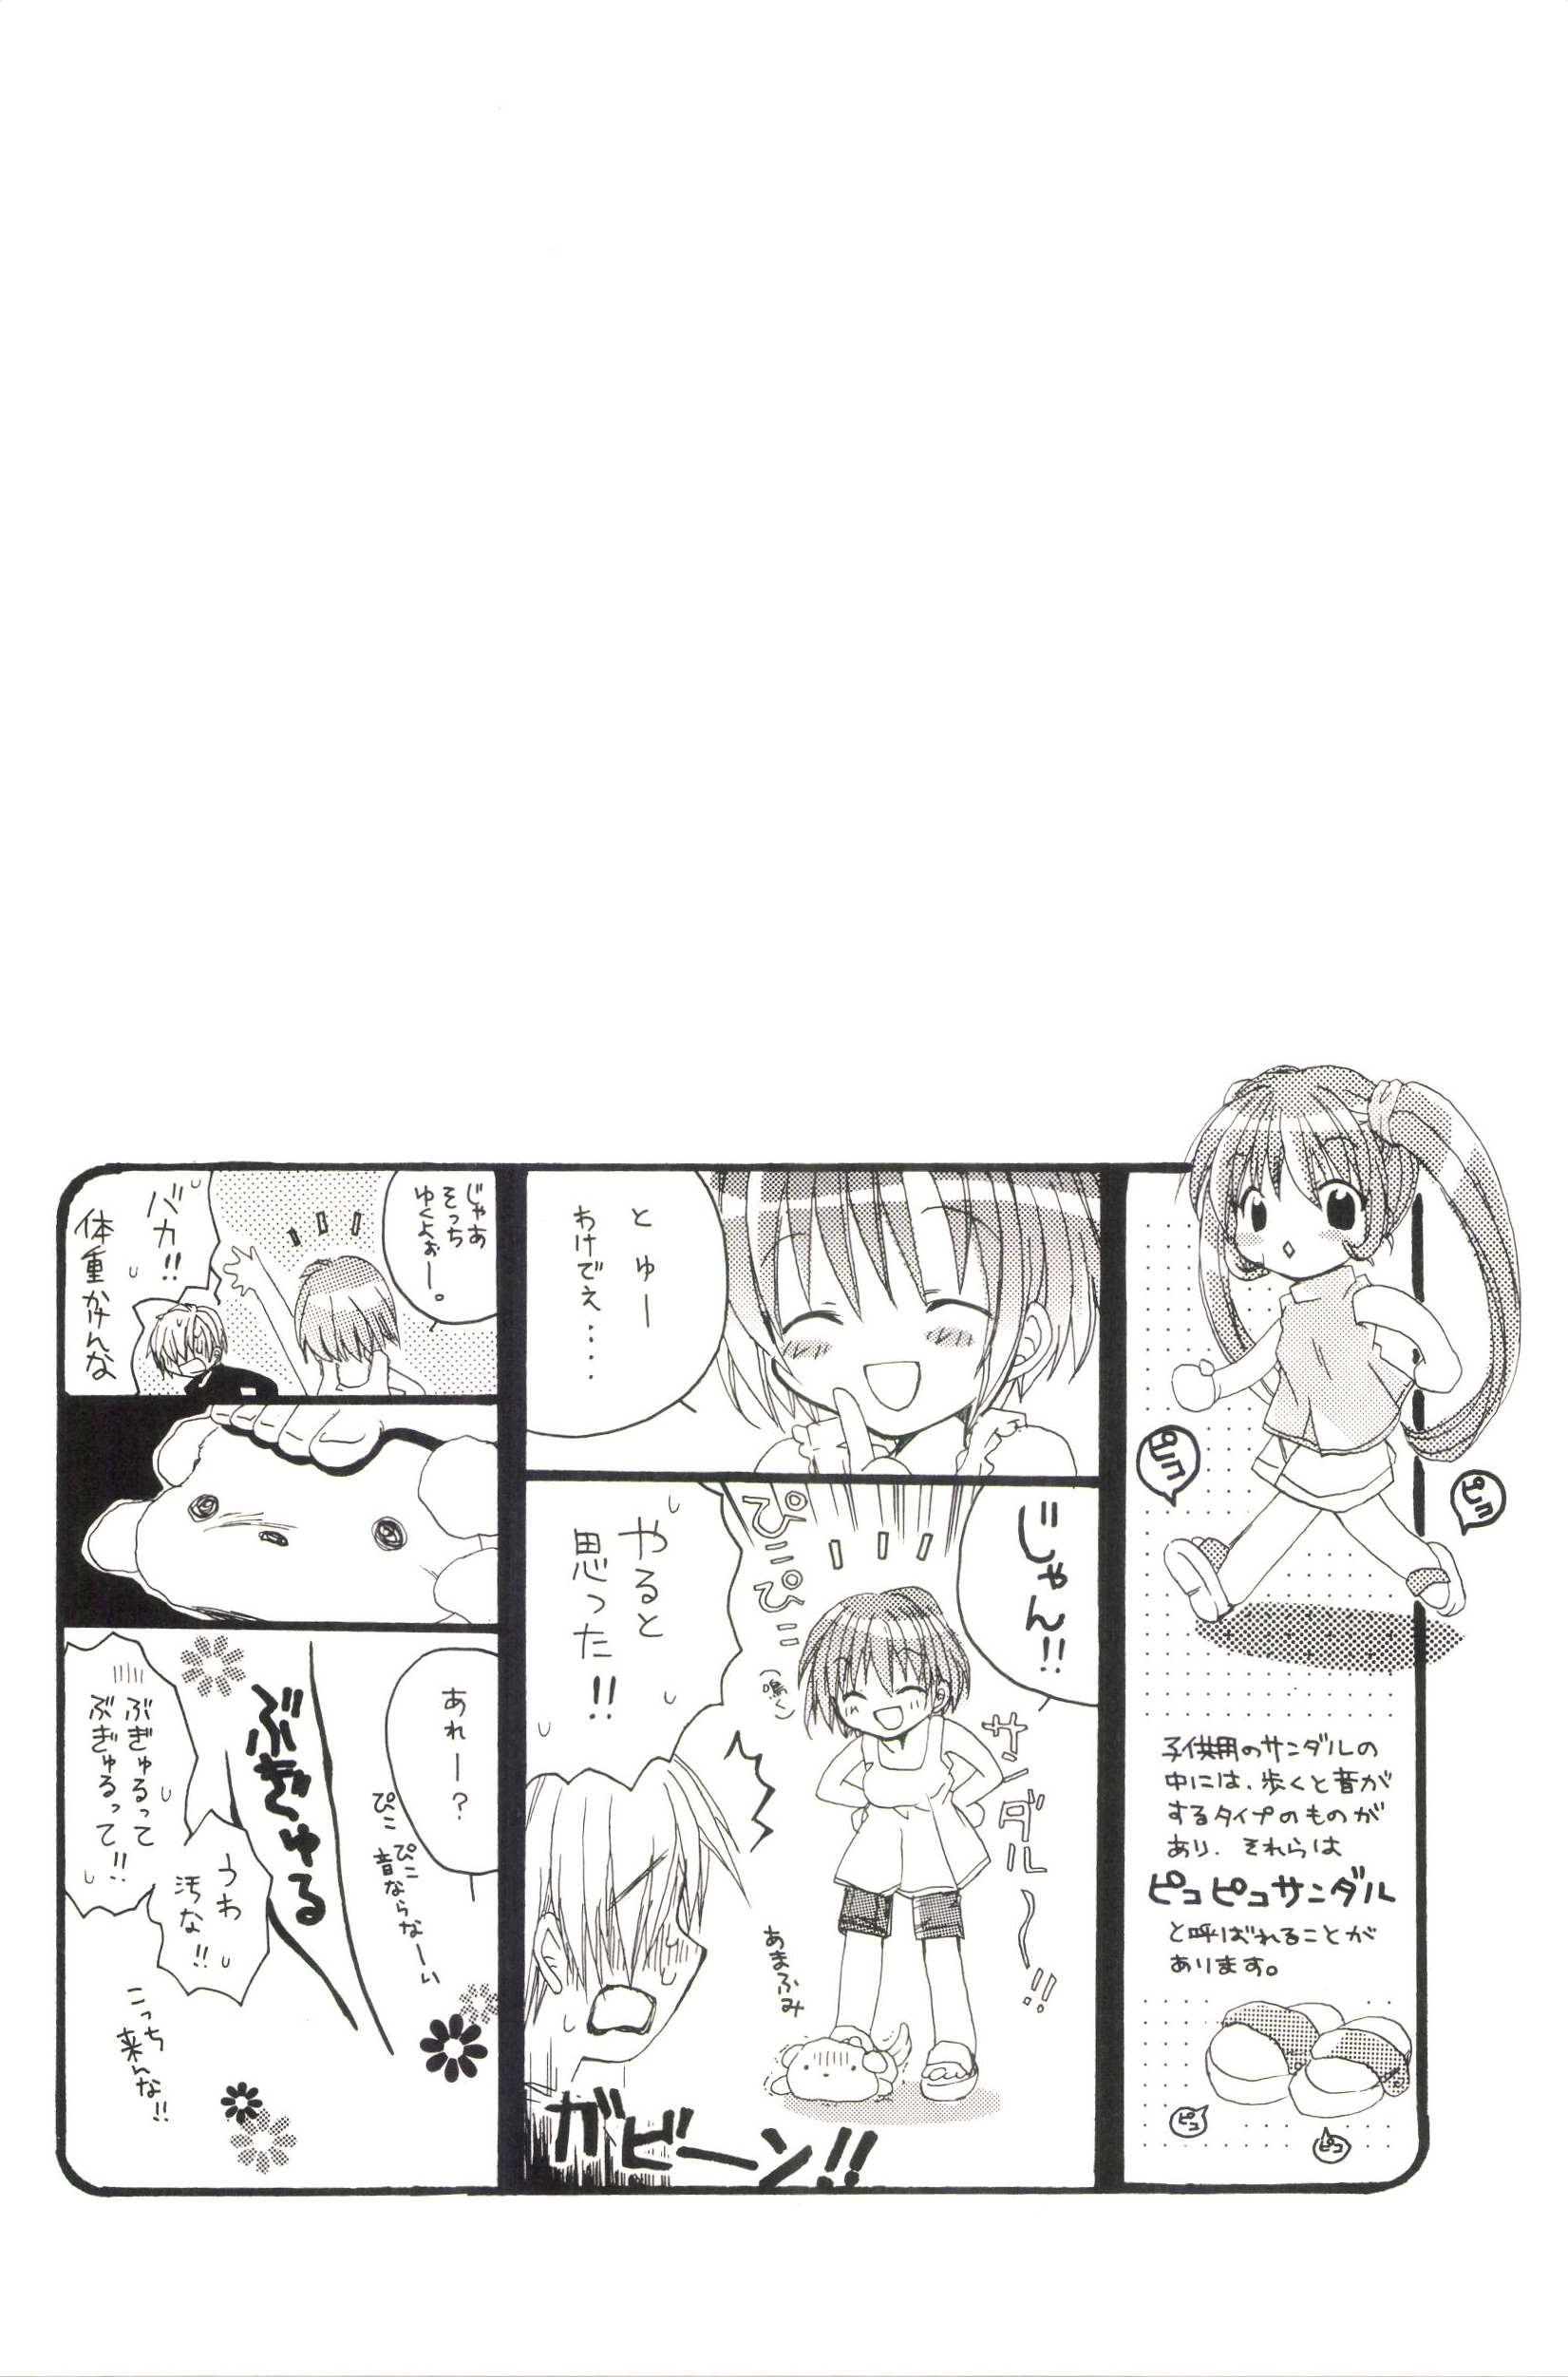 ピコ
ピコ
子供用のサンダルの
中には、歩くと音が
するタイプのものが
あり、それらは
ピコピコサンダル
と呼ばれることが
あります。
ピコ
ピコ
とゆー
わけでぇ・・・・
じゃん!!
サンダル〜!!
ぴこぴこ
(鳴く)
あまふみ
やると
思った!!
ガビーン!!
じゃあ
そっち
ゆくよぉー。
バカ!!
体重かけんな
あれー?
ぴこ ぴこ
音ならなーい
ぶぎゅる
うわ
汚な!!
ぶぎゅるって
ぶぎゅるって!!
こっち
来んな!!